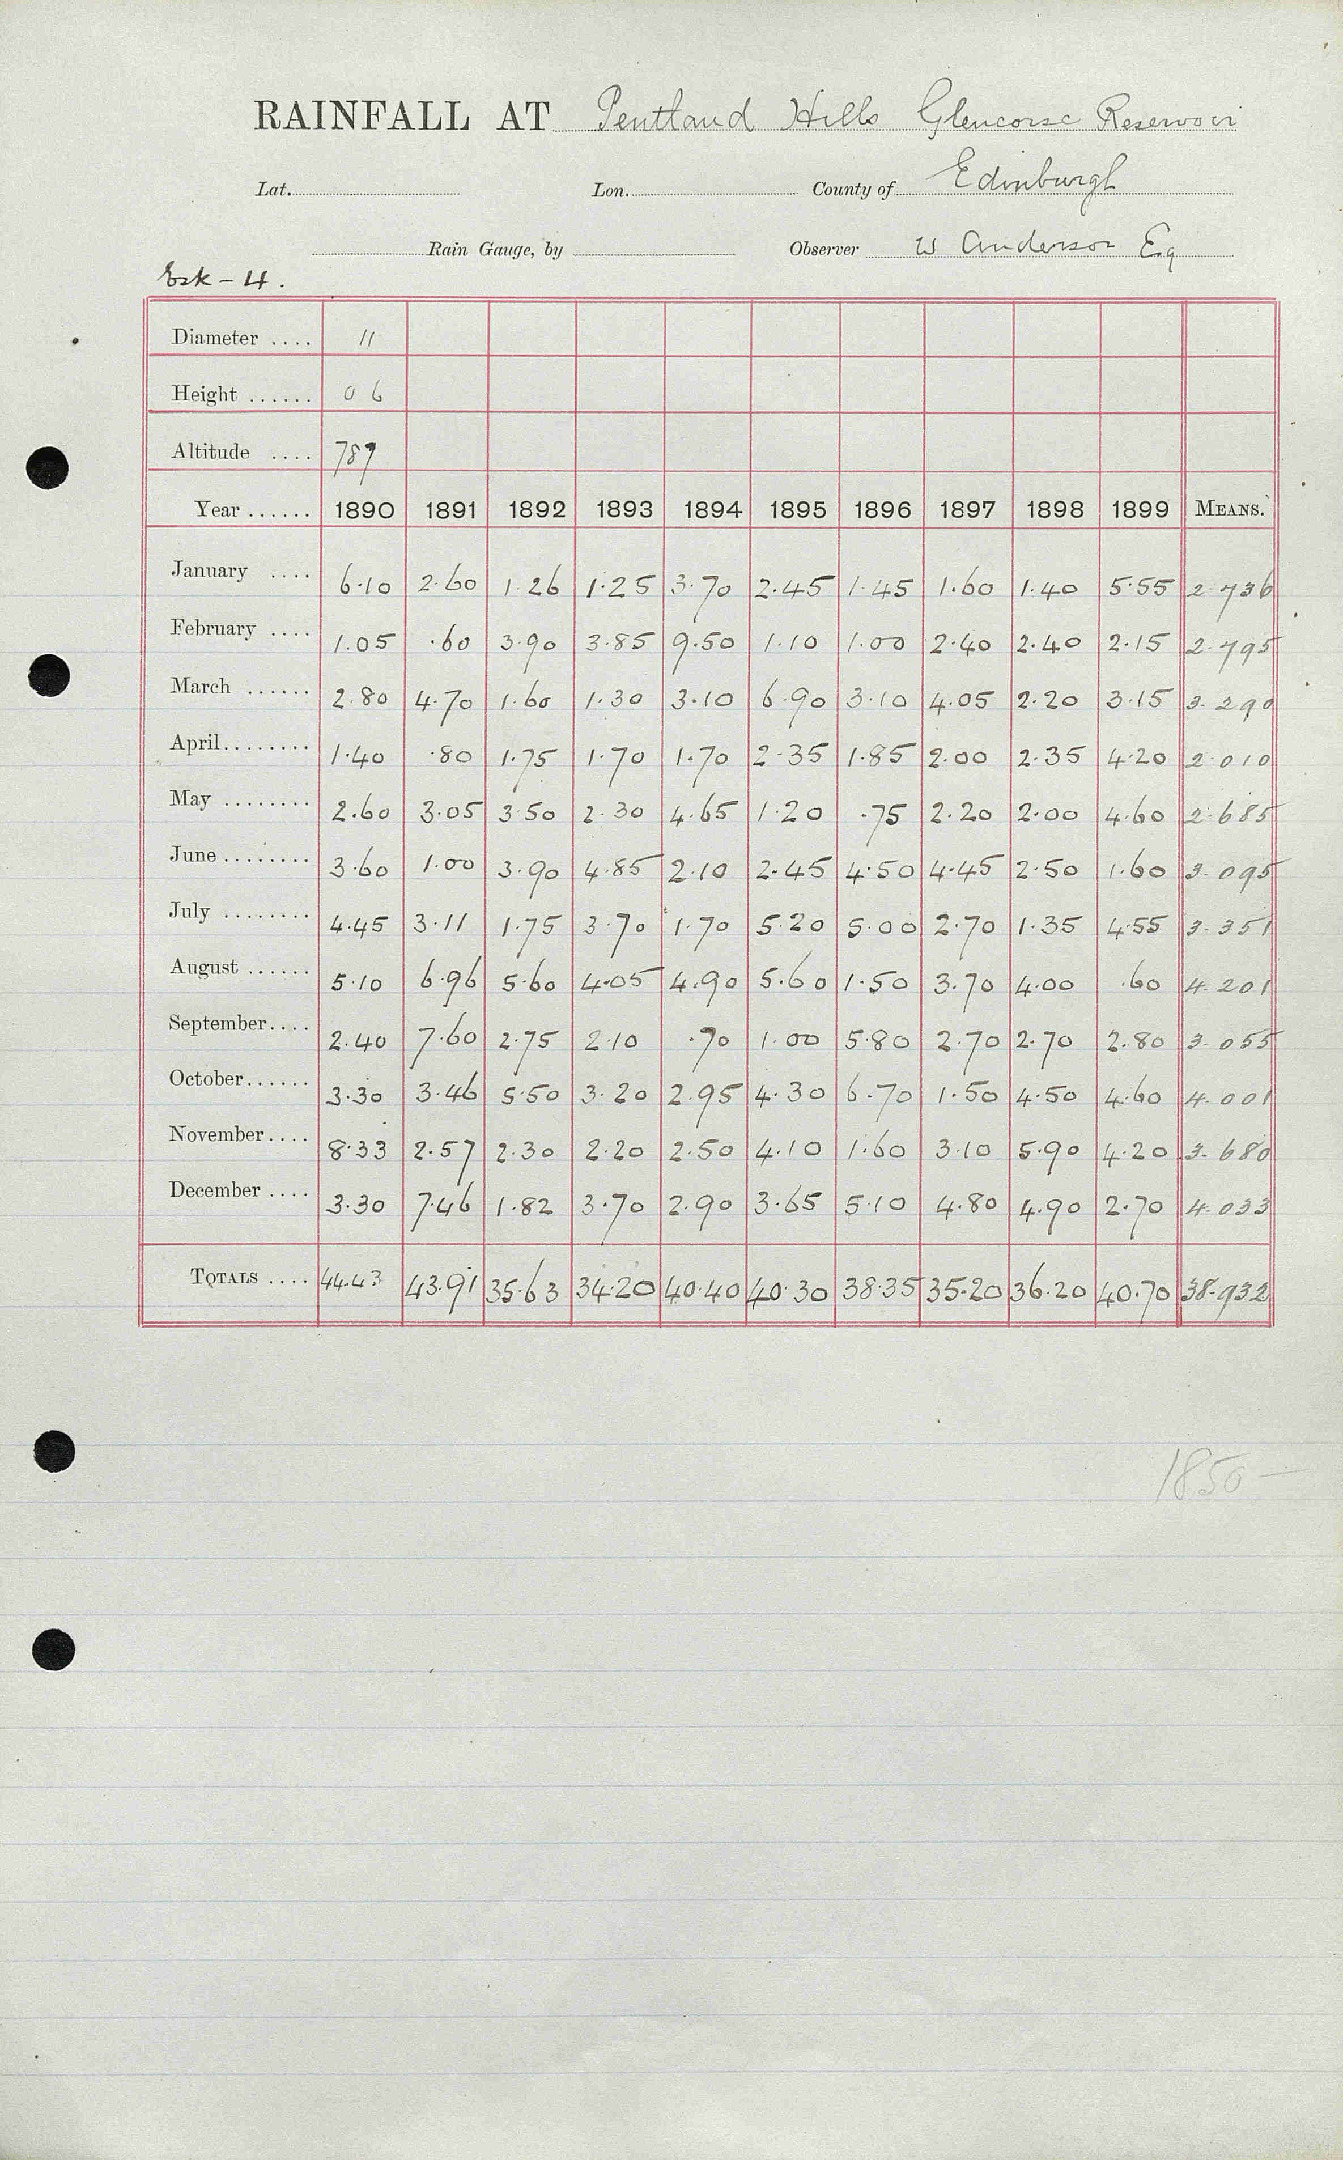 RAINFALL AT Pentland Hills Glencorse Reservoir
Lat. Lon. County of Edinburgh
Rain Gauge, by Observer W Anderson Esq
Esk - 4.
Diameter .... 11
Height ...... 0 6
Altitude .... 789
Year ...... 1890 1891 1892 1893 1894 1895 1896 1897 1898 1899 MEANS.
January .... 6.10 2.60 1.26 1.25 3.70 2.45 1.45 1.60 1.40 5.55 2.736
February .... 1.05 .60 3.90 3.85 9.50 1.10 1.00 2.40 2.40 2.15 2.795
March ...... 2.80 4.70 1.60 1.30 3.10 6.90 3.10 4.05 2.20 3.15 3.290
April........ 1.40 .80 1.75 1.70 1.70 2.35 1.85 2.00 2.35 4.20 2.010
May ........ 2.60 3.05 3.50 2.30 4.65 1.20 .75 2.20 2.00 4.60 2.685
June ........ 3.60 1.00 3.90 4.85 2.10 2.45 4.50 4.45 2.50 1.60 3.095
July ........ 4.45 3.11 1.75 3.70 1.70 5.20 5.00 2.70 1.35 4.55 3.351
August ...... 5.10 6.96 5.60 4.05 4.90 5.60 1.50 3.70 4.00 .60 4.201
September.... 2.40 7.60 2.75 2.10 .70 1.00 5.80 2.70 2.70 2.80 3.055
October...... 3.30 3.46 5.50 3.20 2.95 4.30 6.70 1.50 4.50 4.60 4.001
November.... 8.33 2.57 2.30 2.20 2.50 4.10 1.60 3.10 5.90 4.20 3.680
December .... 3.30 7.46 1.82 3.70 2.90 3.65 5.10 4.80 4.90 2.70 4.033
TOTALS .... 44.43 43.91 35.63 34.20 40.40 40.30 38.35 35.20 36.20 40.70 38.932
1850 —